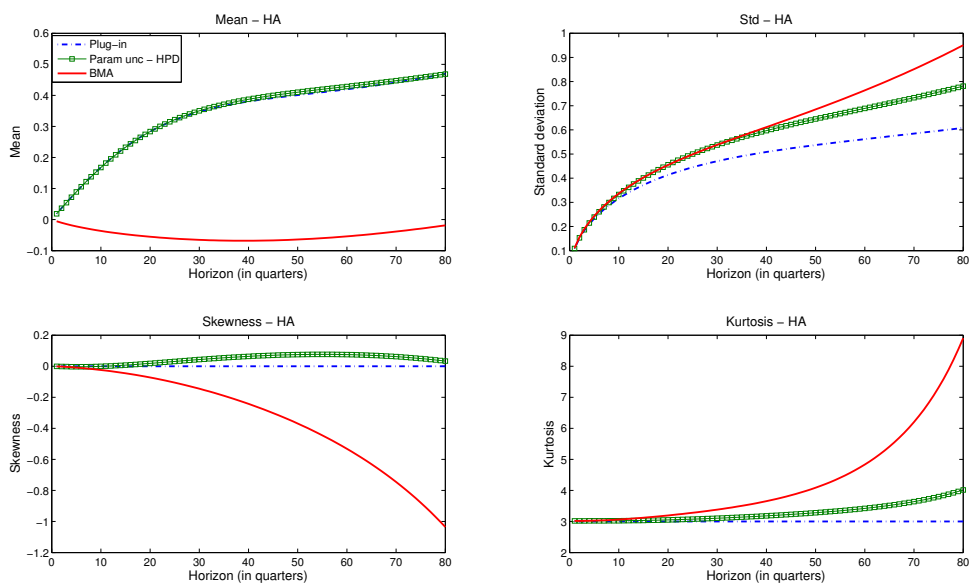 Mean − HA
Mean
0.6
0.5
0.4
0.3
0.2
0.1
0
−0.1
Plug−in
Param unc − HPD
BMA
0 10 20 30 40 50 60 70 80
Horizon (in quarters)
Std − HA
Standard deviation
1
0.9
0.8
0.7
0.6
0.5
0.4
0.3
0.2
0.1
0 10 20 30 40 50 60 70 80
Horizon (in quarters)
Skewness − HA
Skewness
0.2
0
−0.2
−0.4
−0.6
−0.8
−1
−1.2
0 10 20 30 40 50 60 70 80
Horizon (in quarters)
Kurtosis − HA
Kurtosis
9
8
7
6
5
4
3
2
0 10 20 30 40 50 60 70 80
Horizon (in quarters)